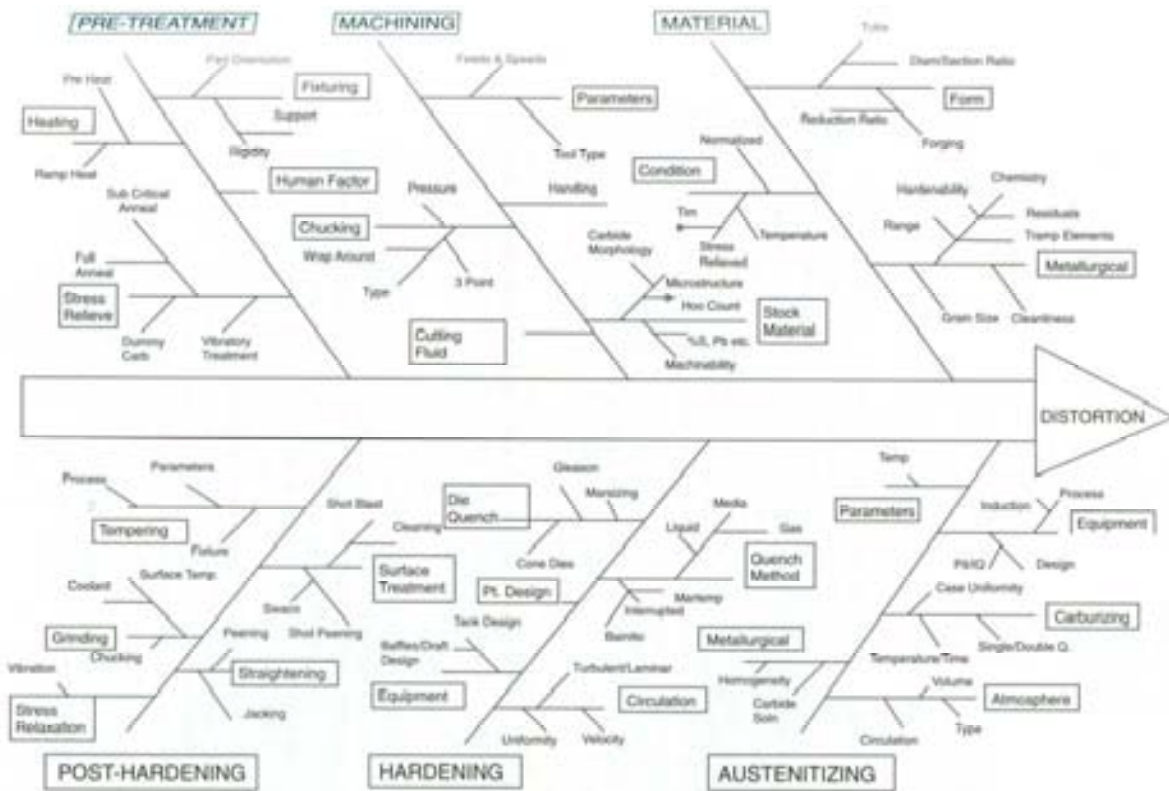 PRE-TREATMENT
MACHINING
MATERIAL
Part Orientation
Pre Heat
Fixturing
Heating
Support
Rigidity
Ramp Heat
Human Factor
Sub Critical
Anneal
Full
Anneal
Stress
Relieve
Dummy
Carb
Vibratory
Treatment
Feeds & Speeds
Parameters
Tool Type
Pressure
Handling
Chucking
Wrap Around
Type
3 Point
Cutting
Fluid
Tube
Diam/Section Ratio
Form
Reduction Ratio
Forging
Normalized
Condition
Tim
Stress
Relieved
Temperature
Carbide
Morphology
Microstructure
Hoo Count
Stock
Material
%S, Pb etc.
Machinability
Chemistry
Hardenability
Residuals
Range
Tramp Elements
Metallurgical
Grain Size
Cleanliness
DISTORTION
Parameters
Process
Tempering
Fixture
Shot Blast
Cleaning
Surface
Treatment
Shot Peening
Surface Temp.
Coolant
Grinding
Chucking
Peening
Straightening
Jacking
Vibration
Stress
Relaxation
POST-HARDENING
Gleason
Die
Quench
Marsizing
Cone Dies
Media
Liquid
Gas
Quench
Method
Martemp
Interrupted
Bainitic
Pt. Design
Tank Design
Baffles/Draft
Design
Equipment
Turbulent/Laminar
Circulation
Uniformity
Velocity
HARDENING
Temp
Parameters
Process
Induction
Equipment
Design
Case Uniformity
Carburizing
Single/Double Q.
Temperature/Time
Metallurgical
Homogeneity
Carbide
Soln
Volume
Atmosphere
Type
Circulation
AUSTENITIZING